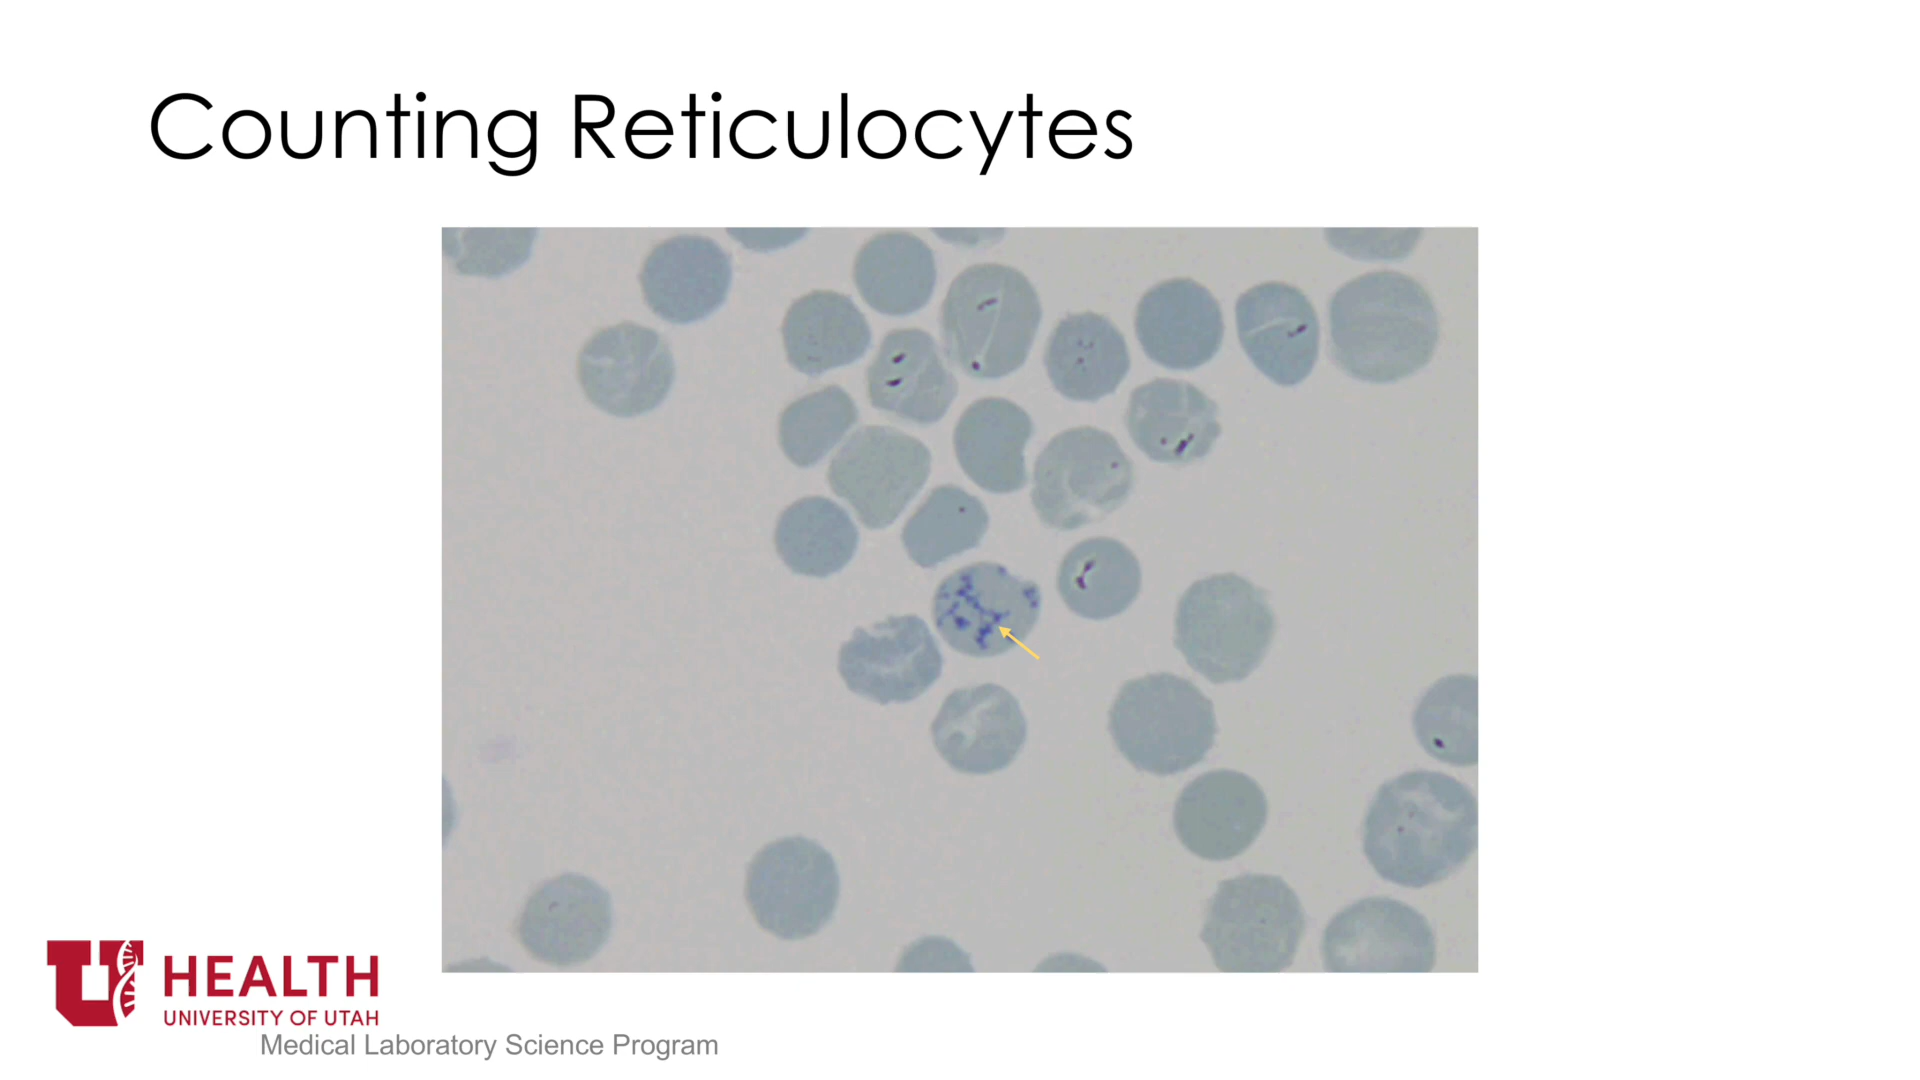 Counting Reticulocytes
U HEALTH
UNIVERSITY OF UTAH
Medical Laboratory Science Program